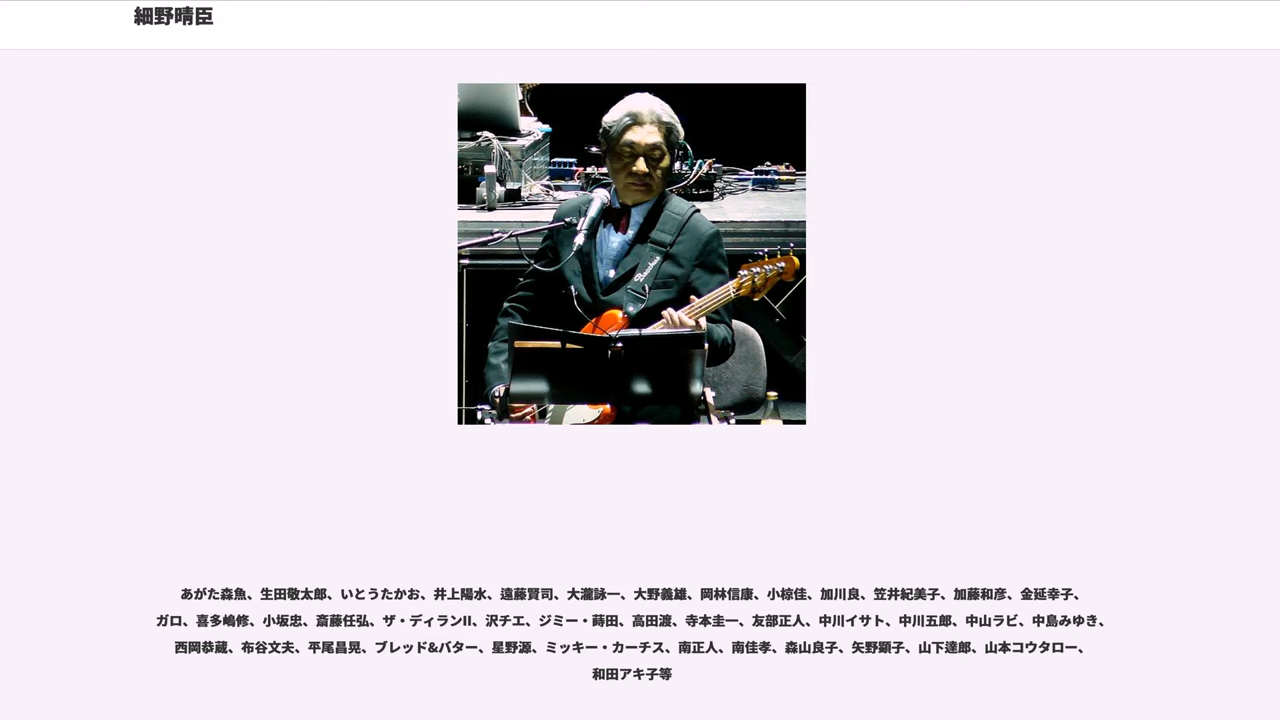 細野晴臣
Bacchus
あがた森魚、生田敬太郎、いとうたかお、井上陽水、遠藤賢司、大瀧詠一、大野義雄、岡林信康、小椋佳、加川良、笠井紀美子、加藤和彦、金延幸子、
ガロ、喜多嶋修、小坂忠、斎藤任弘、ザ・ディランII、沢チエ、ジミー・蒔田、高田渡、寺本圭一、友部正人、中川イサト、中川五郎、中山ラビ、中島みゆき、
西岡恭蔵、布谷文夫、平尾昌晃、ブレッド&バター、星野源、ミッキー・カーチス、南正人、南佳孝、森山良子、矢野顕子、山下達郎、山本コウタロー、
和田アキ子等